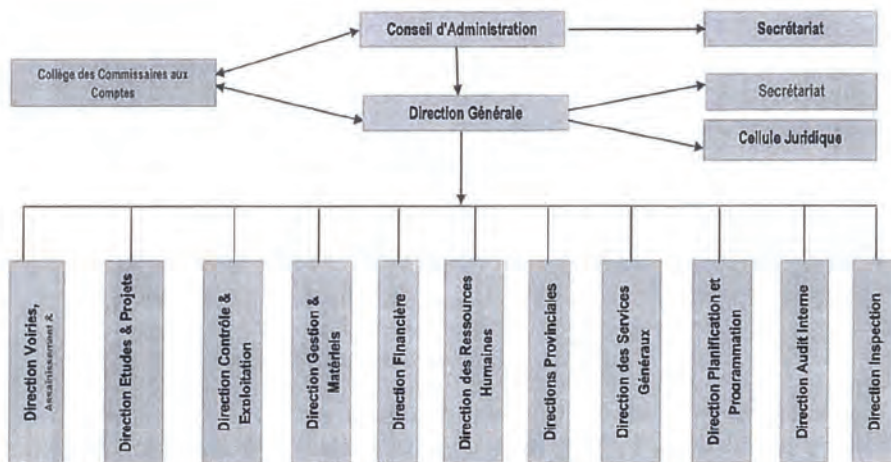 Conseil d'Administration
Secrétariat
Collège des Commissaires aux
Comptes
Direction Générale
Secrétariat
Cellule Juridique
Direction Voiries,
Assainissement &
Direction Etudes & Projets
Direction Contrôle &
Exploitation
Direction Gestion &
Matériels
Direction Financière
Direction des Ressources
Humaines
Directions Provinciales
Direction des Services
Généraux
Direction Planification et
Programmation
Direction Audit Interne
Direction Inspection